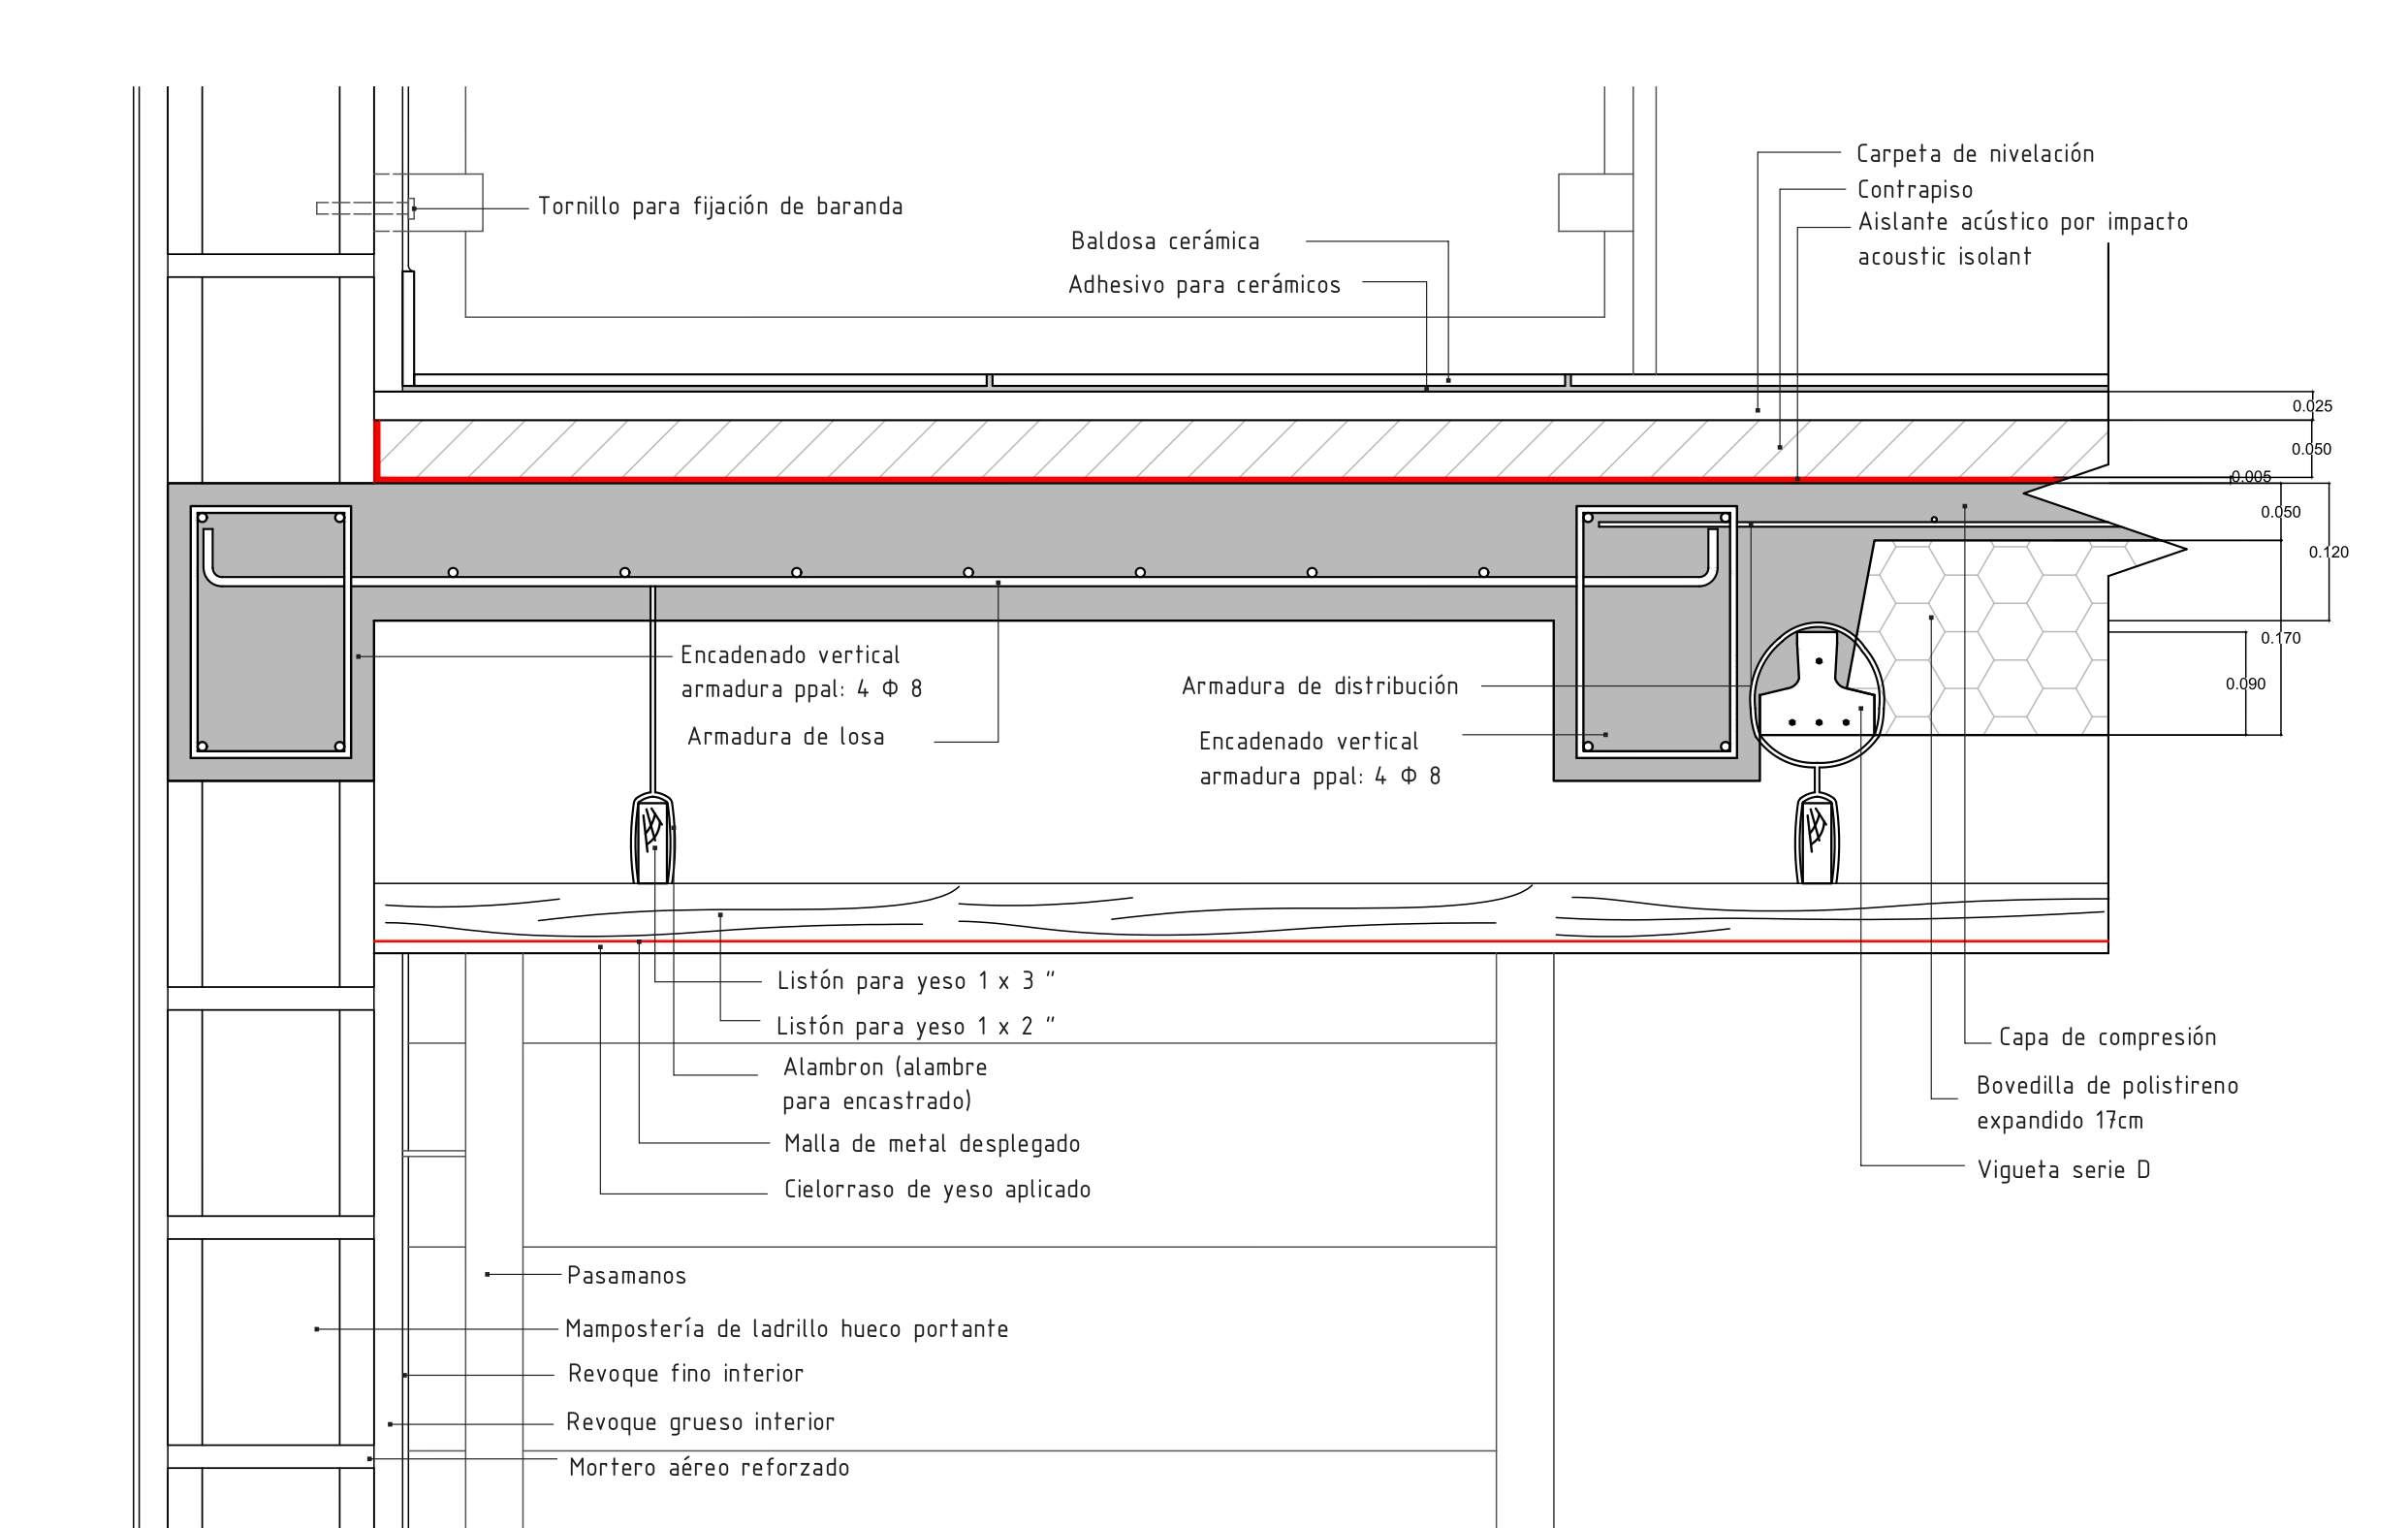 Carpeta de nivelación
Contrapiso
Tornillo para fijación de baranda
Aislante acústico por impacto
acoustic isolant
Baldosa cerámica
Adhesivo para cerámicos
0.025
0.050
0.005
0.050
0.120
0.170
0.090
Encadenado vertical
armadura ppal: 4 Φ 8
Armadura de losa
Armadura de distribución
Encadenado vertical
armadura ppal: 4 Φ 8
Listón para yeso 1 x 3 "
Listón para yeso 1 x 2 "
Alambron (alambre
para encastrado)
Malla de metal desplegado
Cielorraso de yeso aplicado
Capa de compresión
Bovedilla de polistireno
expandido 17cm
Vigueta serie D
Pasamanos
Mampostería de ladrillo hueco portante
Revoque fino interior
Revoque grueso interior
Mortero aéreo reforzado